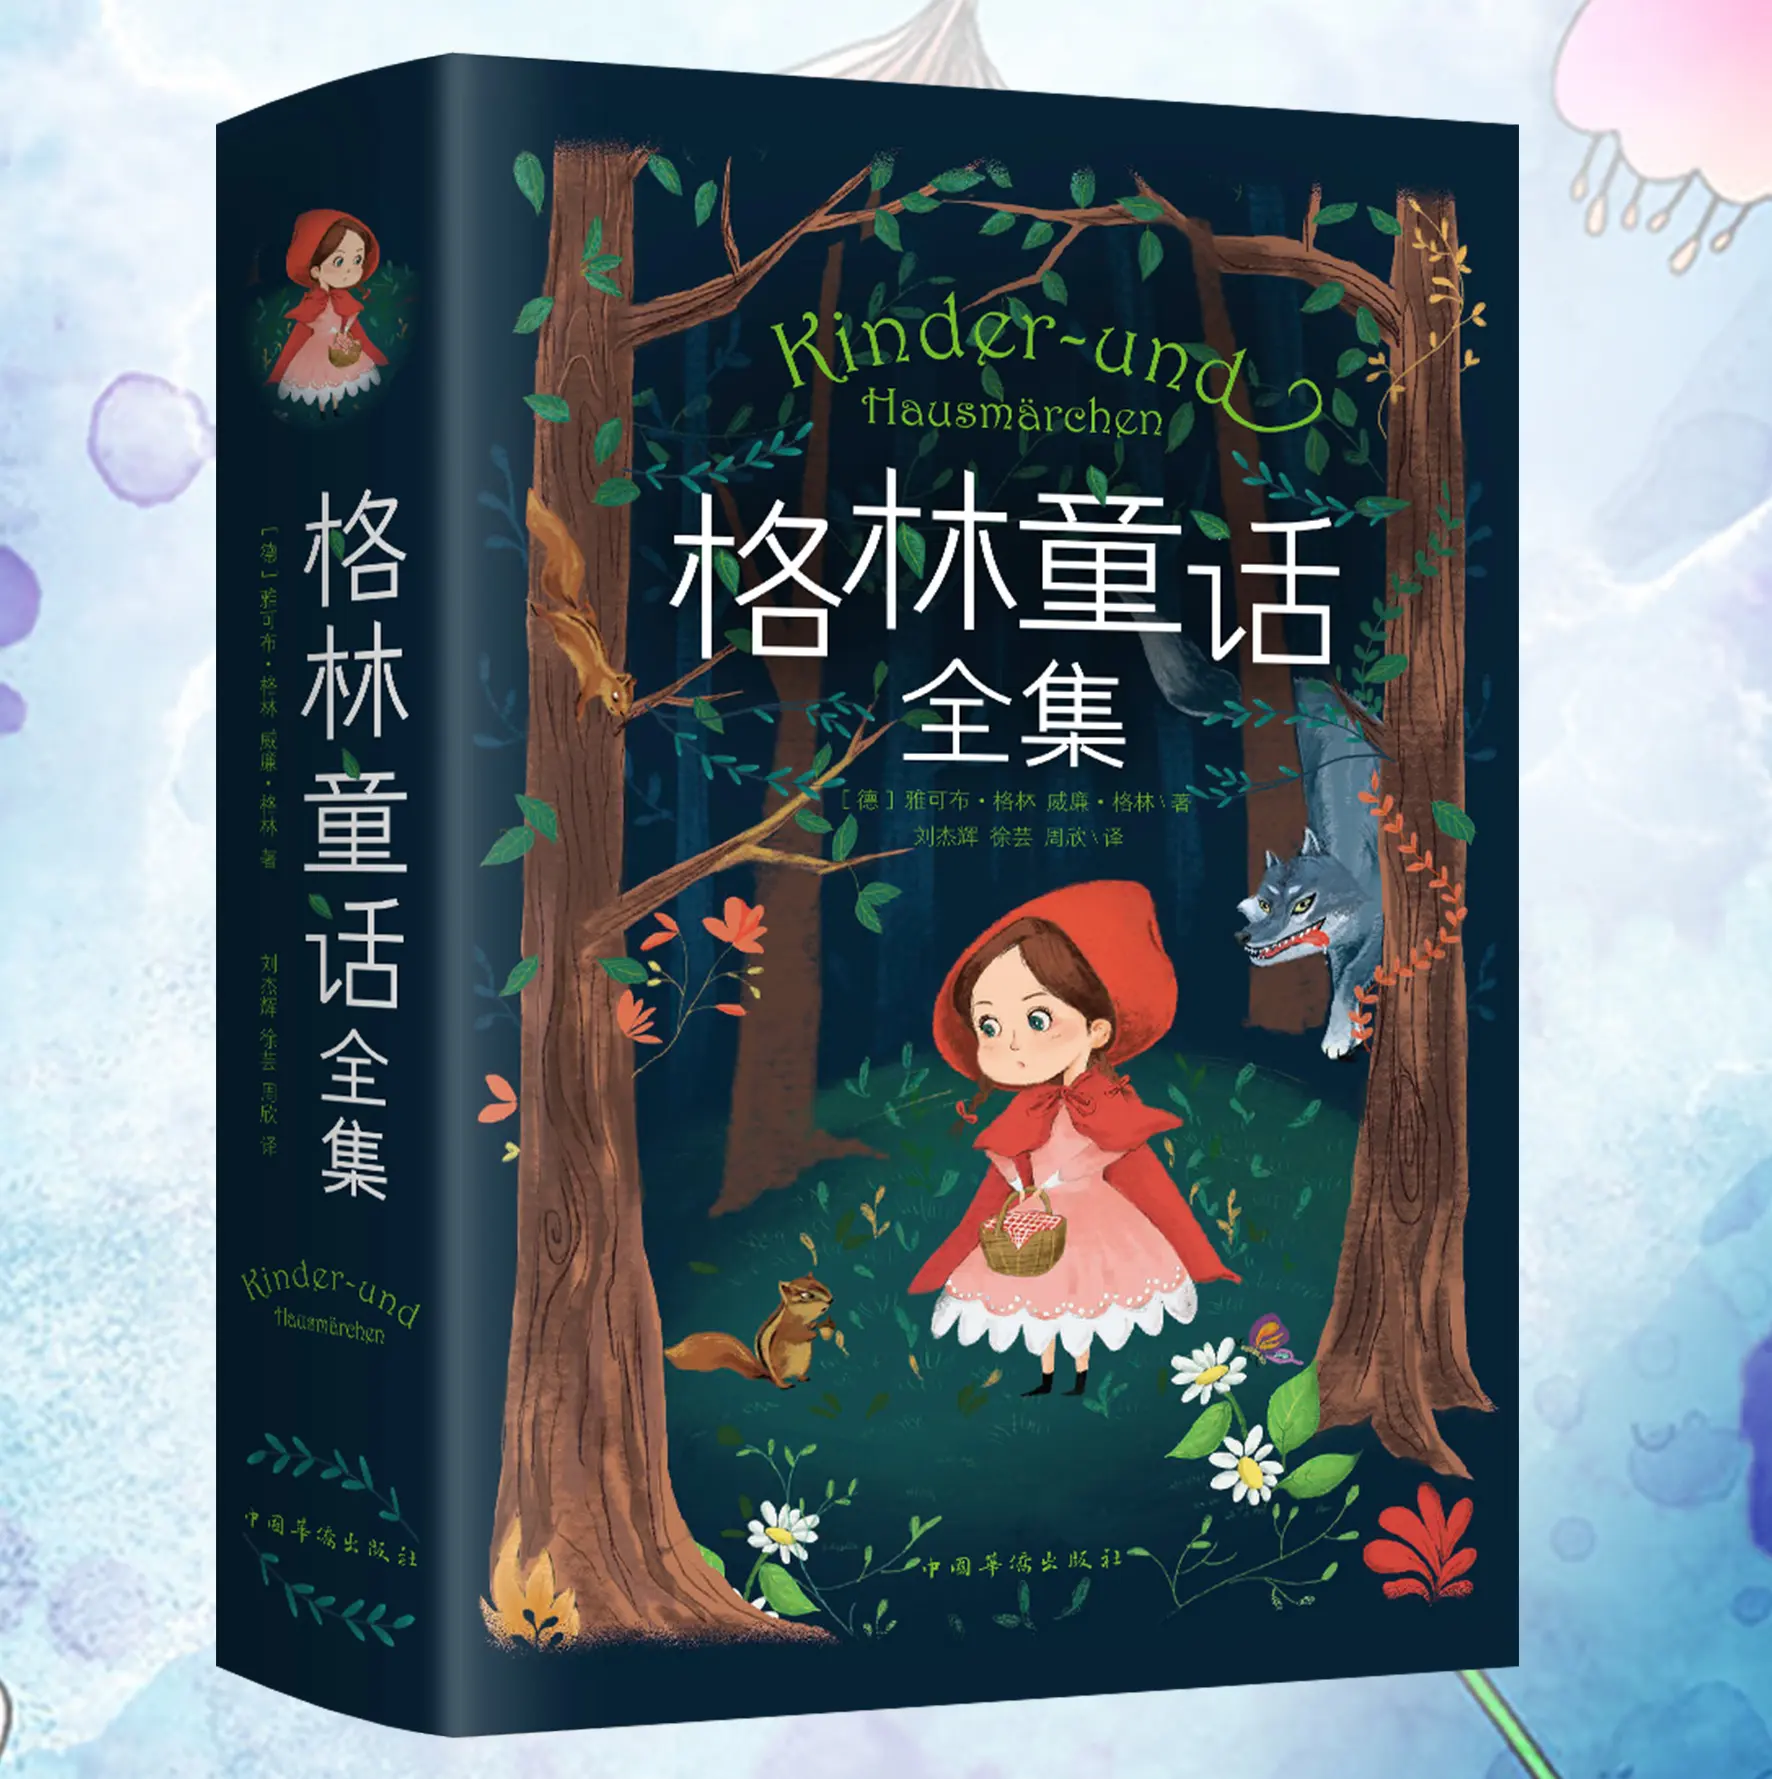 格林童话全集
[德]雅可布·格林 威廉·格林 著
刘杰辉 徐芸 周欣 译
Kinder-und
Hausmärchen
中国华侨出版社
Kinder-und
Hausmärchen
格林童话
全集
[德]雅可布·格林 威廉·格林\著
刘杰辉 徐芸 周欣\译
中国华侨出版社